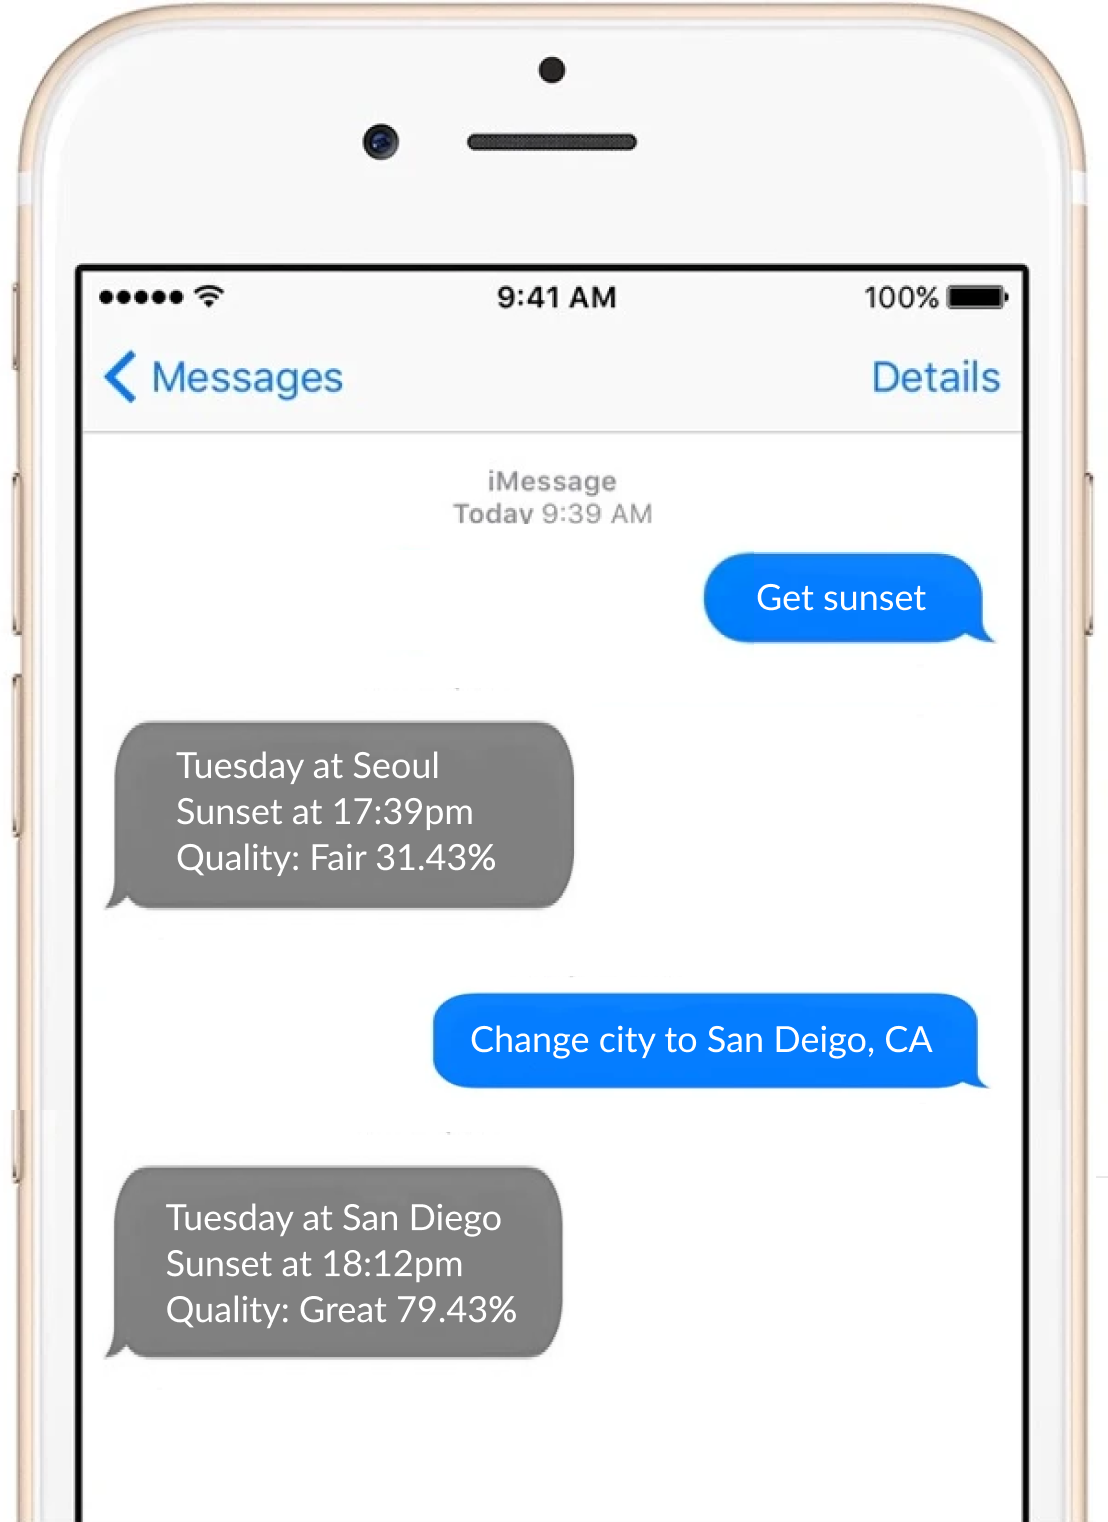 9:41 AM 100%
Messages Details
iMessage
Today 9:39 AM
Get sunset
Tuesday at Seoul
Sunset at 17:39pm
Quality: Fair 31.43%
Change city to San Deigo, CA
Tuesday at San Diego
Sunset at 18:12pm
Quality: Great 79.43%